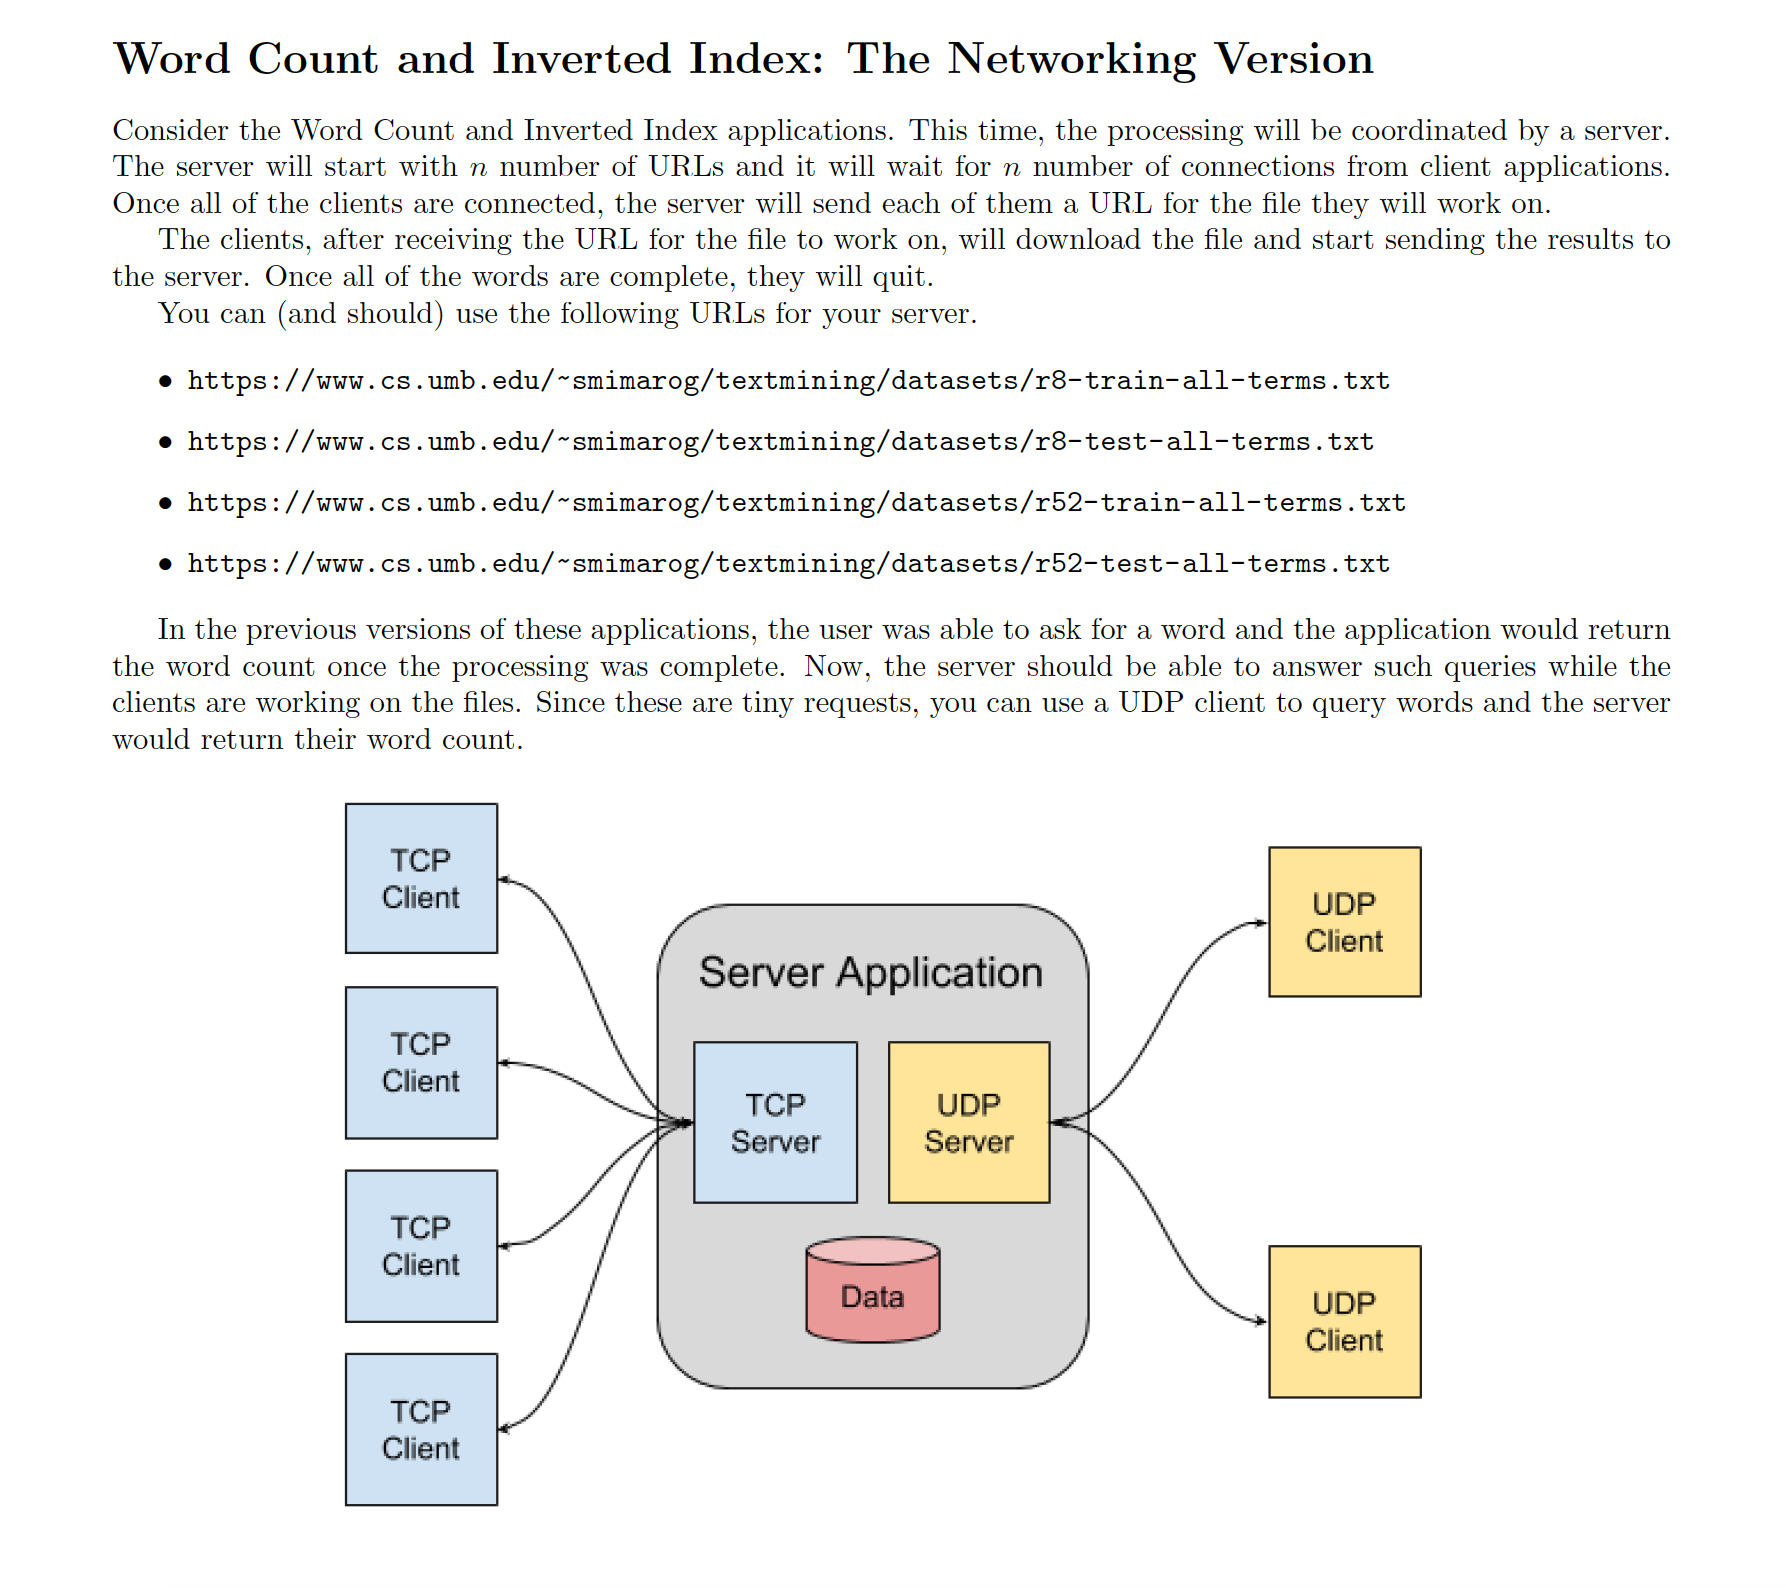 Word Count and Inverted Index: The Networking Version
Consider the Word Count and Inverted Index applications. This time, the processing will be coordinated by a server.
The server will start with n number of URLs and it will wait for n number of connections from client applications.
Once all of the clients are connected, the server will send each of them a URL for the file they will work on.
The clients, after receiving the URL for the file to work on, will download the file and start sending the results to
the server. Once all of the words are complete, they will quit.
You can (and should) use the following URLs for your server.
• https://www.cs.umb.edu/~smimarog/textmining/datasets/r8-train-all-terms.txt
• https://www.cs.umb.edu/~smimarog/textmining/datasets/r8-test-all-terms.txt
• https://www.cs.umb.edu/~smimarog/textmining/datasets/r52-train-all-terms.txt
• https://www.cs.umb.edu/~smimarog/textmining/datasets/r52-test-all-terms.txt
In the previous versions of these applications, the user was able to ask for a word and the application would return
the word count once the processing was complete. Now, the server should be able to answer such queries while the
clients are working on the files. Since these are tiny requests, you can use a UDP client to query words and the server
would return their word count.
TCP
Client
TCP
Client
TCP
Client
TCP
Client
Server Application
TCP
Server
UDP
Server
Data
UDP
Client
UDP
Client